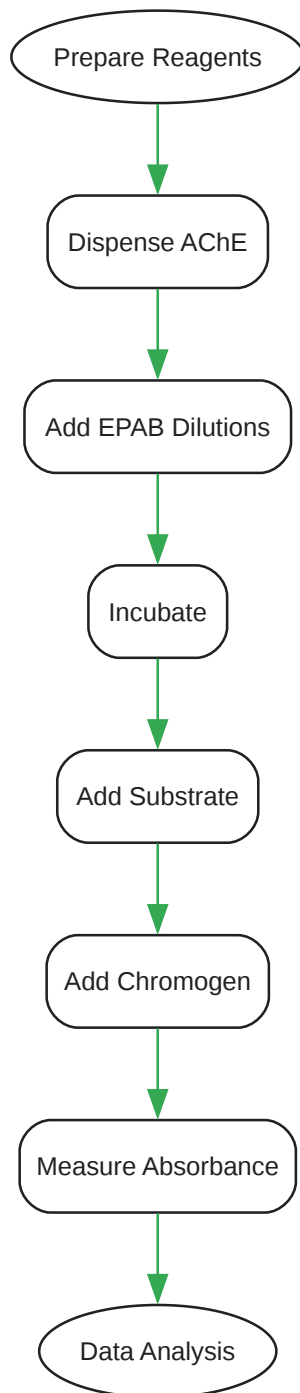 Prepare Reagents
Dispense AChE
Add EPAB Dilutions
Incubate
Add Substrate
Add Chromogen
Measure Absorbance
Data Analysis